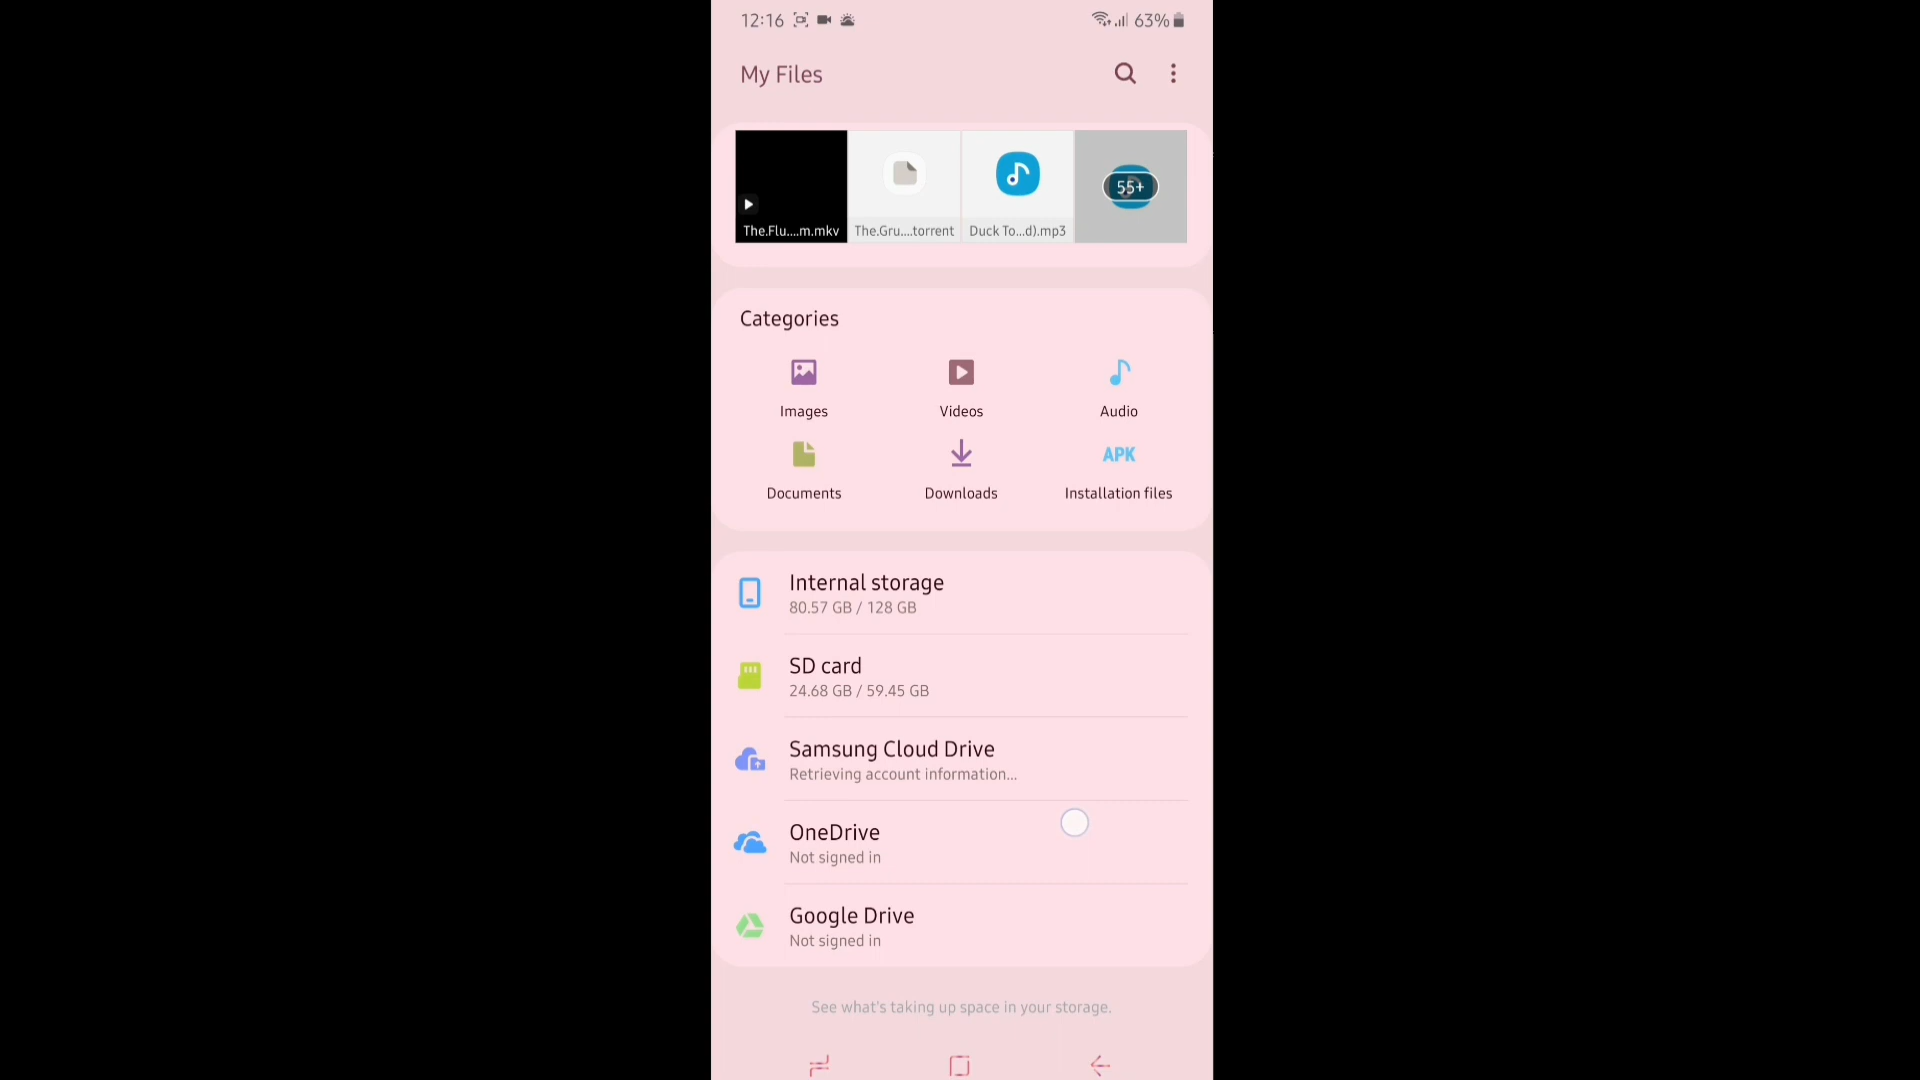 12:16 63%
My Files
55+
The.Flu....m.mkv The.Gru....torrent Duck To...d).mp3
Categories
Images Videos Audio
APK
Documents Downloads Installation files
Internal storage
80.57 GB / 128 GB
SD card
24.68 GB / 59.45 GB
Samsung Cloud Drive
Retrieving account information...
OneDrive
Not signed in
Google Drive
Not signed in
See what's taking up space in your storage.